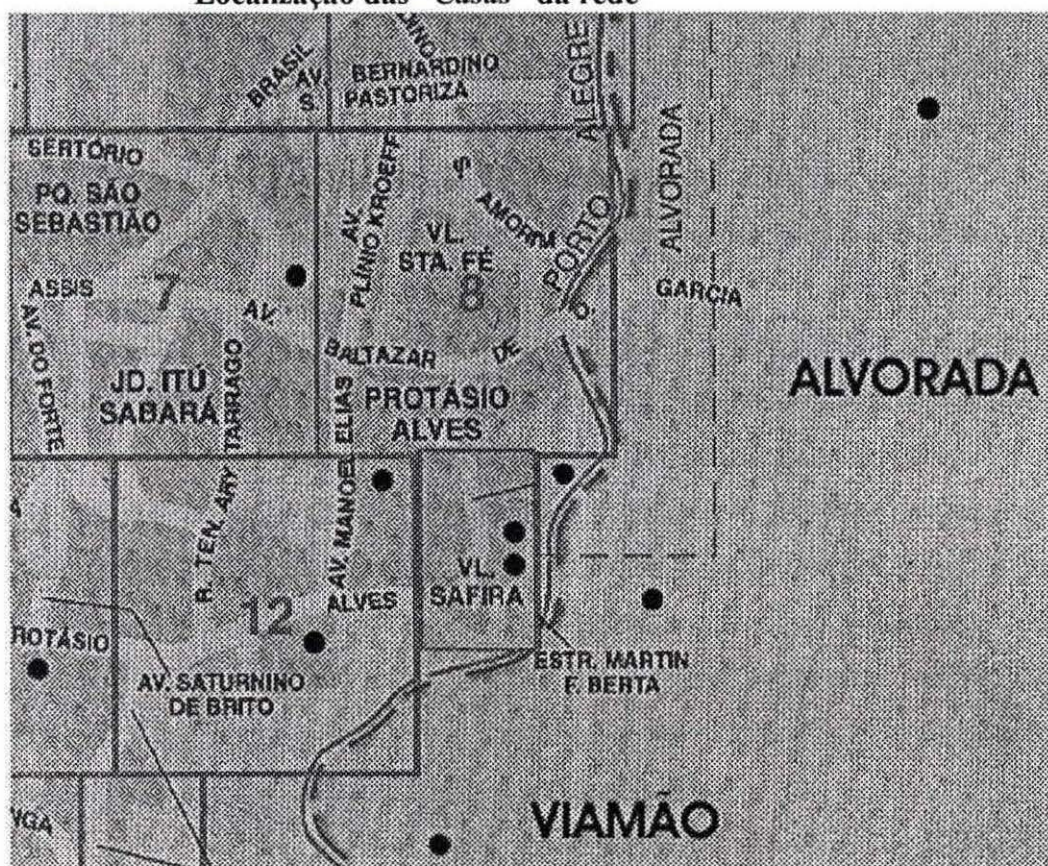 Localização das "Casas" da rede
BRASIL
AV.
S.
DINO
BERNARDINO
PASTORIZA
ALEGRE
ALVORADA
SERTÓRIO
PQ. SÃO
SEBASTIÃO
AV.
PLÍNIO KROEFF
VL.
STA. FÉ
AMORIM
PORTO
ASSIS
7
8
GARCIA
O.
AV. DO FORTE
AV.
BALTAZAR
DE
JD. ITÚ
SABARÁ
PROTÁSIO
ALVES
ALVORADA
R. TEN. ARY TARRAGO
AV. MANOEL ELIAS
VL.
SAFIRA
12
ALVES
ROTÁSIO
AV. SATURNINO
DE BRITO
ESTR. MARTIN
F. BERTA
VIAMÃO
NGA